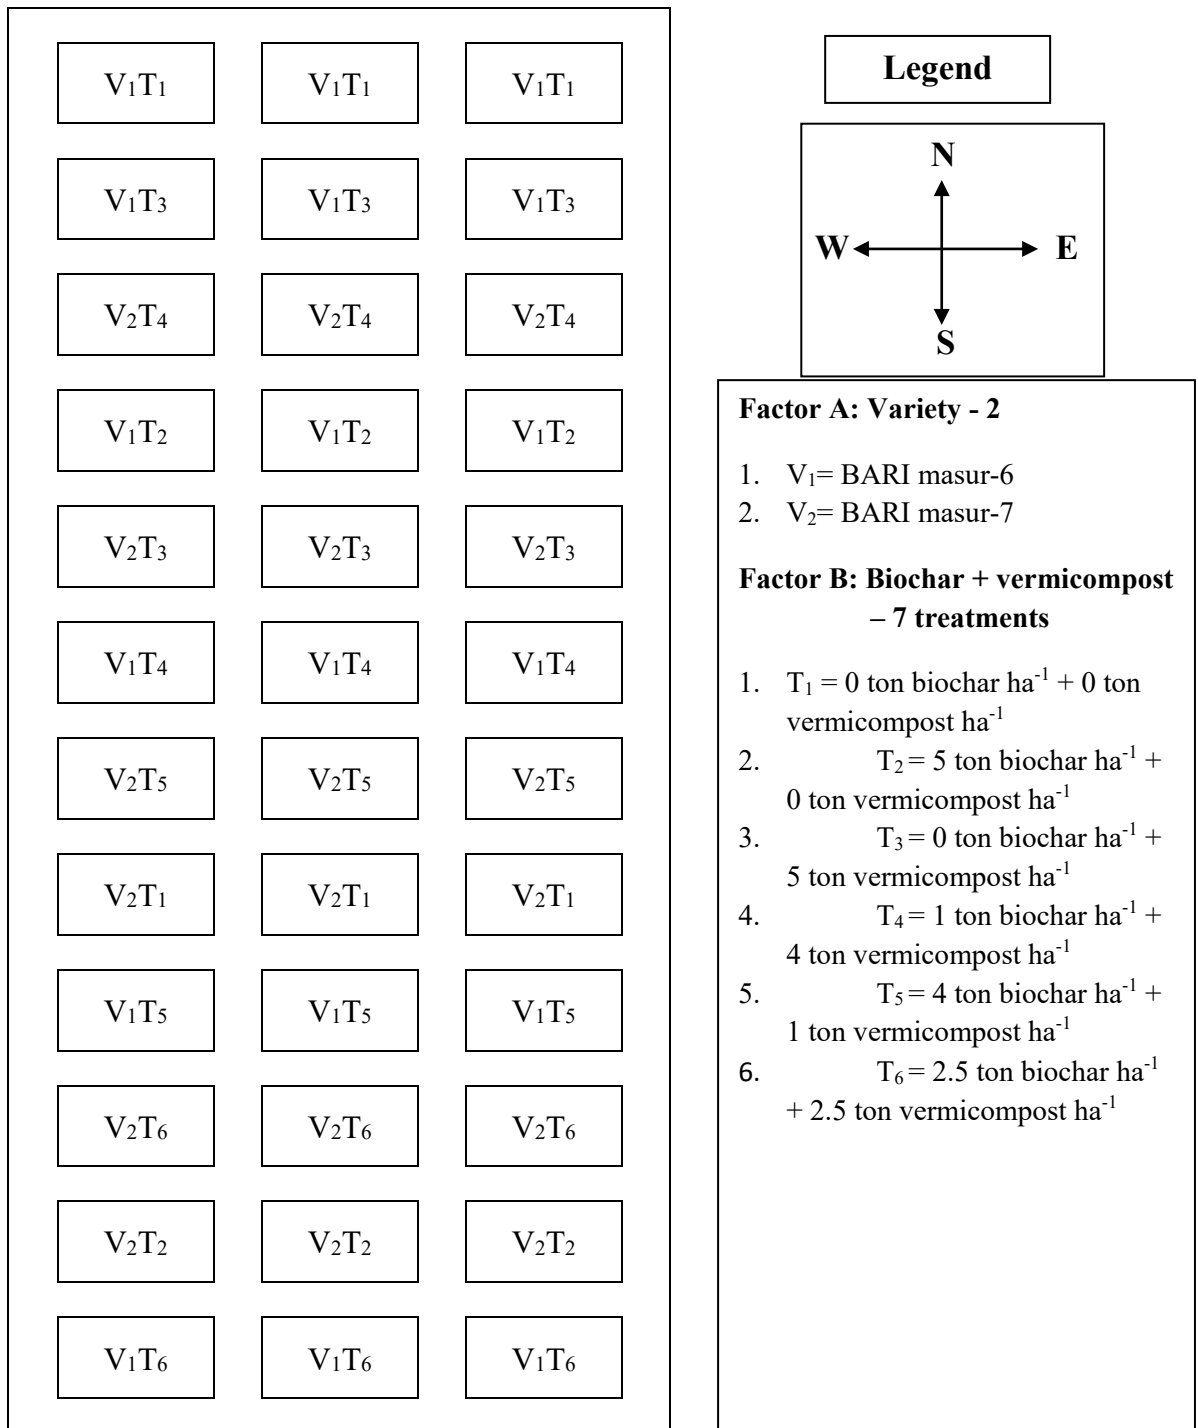 V₁T₁ V₁T₁ V₁T₁
V₁T₃ V₁T₃ V₁T₃
V₂T₄ V₂T₄ V₂T₄
V₁T₂ V₁T₂ V₁T₂
V₂T₃ V₂T₃ V₂T₃
V₁T₄ V₁T₄ V₁T₄
V₂T₅ V₂T₅ V₂T₅
V₂T₁ V₂T₁ V₂T₁
V₁T₅ V₁T₅ V₁T₅
V₂T₆ V₂T₆ V₂T₆
V₂T₂ V₂T₂ V₂T₂
V₁T₆ V₁T₆ V₁T₆
Legend
N
W E
S
Factor A: Variety - 2
1. V₁= BARI masur-6
2. V₂= BARI masur-7
Factor B: Biochar + vermicompost
– 7 treatments
1. T₁ = 0 ton biochar ha⁻¹ + 0 ton
vermicompost ha⁻¹
2. T₂ = 5 ton biochar ha⁻¹ +
0 ton vermicompost ha⁻¹
3. T₃ = 0 ton biochar ha⁻¹ +
5 ton vermicompost ha⁻¹
4. T₄ = 1 ton biochar ha⁻¹ +
4 ton vermicompost ha⁻¹
5. T₅ = 4 ton biochar ha⁻¹ +
1 ton vermicompost ha⁻¹
6. T₆ = 2.5 ton biochar ha⁻¹
+ 2.5 ton vermicompost ha⁻¹